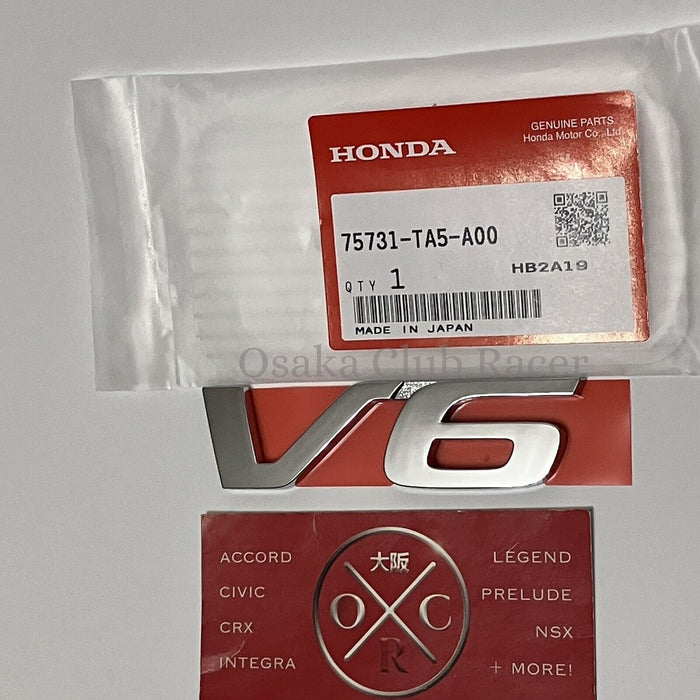 HONDA
GENUINE PARTS
Honda Motor Co., Ltd.
75731-TA5-A00
HB2A19
QTY 1
MADE IN JAPAN
Osaka Club Racer
V6
ACCORD
CIVIC
CRX
INTEGRA
大阪
O C
R
LEGEND
PRELUDE
NSX
+ MORE!